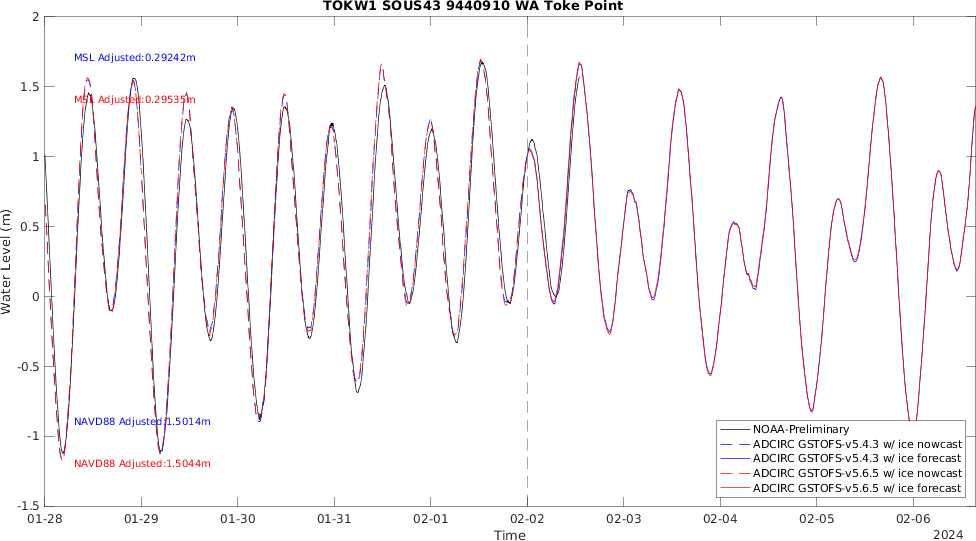 TOKW1 SOUS43 9440910 WA Toke Point
2
1.5
1
0.5
0
-0.5
-1
-1.5
Water Level (m)
MSL Adjusted:0.29242m
MSL Adjusted:0.29535m
NAVD88 Adjusted:1.5014m
NAVD88 Adjusted:1.5044m
NOAA-Preliminary
ADCIRC GSTOFS-v5.4.3 w/ ice nowcast
ADCIRC GSTOFS-v5.4.3 w/ ice forecast
ADCIRC GSTOFS-v5.6.5 w/ ice nowcast
ADCIRC GSTOFS-v5.6.5 w/ ice forecast
01-28 01-29 01-30 01-31 02-01 02-02 02-03 02-04 02-05 02-06
Time
2024